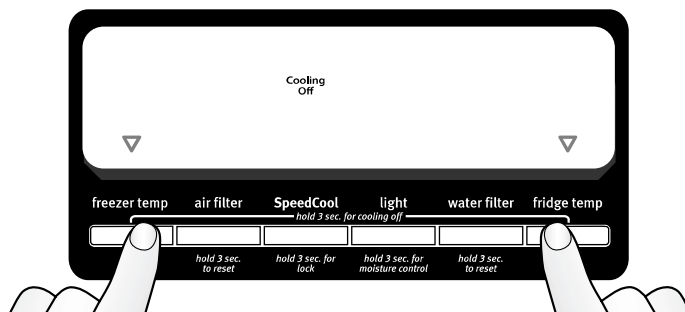 Cooling
Off
freezer temp air filter SpeedCool light water filter fridge temp
hold 3 sec. for cooling off
hold 3 sec. hold 3 sec. for hold 3 sec. for hold 3 sec.
to reset lock moisture control to reset